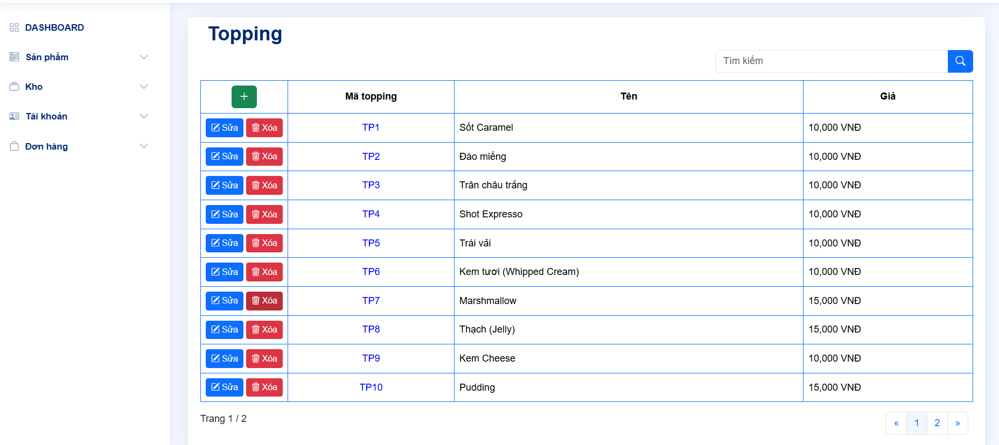 DASHBOARD
Sản phẩm
Kho
Tài khoản
Đơn hàng
Topping
Tìm kiếm
+ Mã topping Tên Giá
Sửa Xóa TP1 Sốt Caramel 10,000 VNĐ
Sửa Xóa TP2 Đào miếng 10,000 VNĐ
Sửa Xóa TP3 Trân châu trắng 10,000 VNĐ
Sửa Xóa TP4 Shot Expresso 10,000 VNĐ
Sửa Xóa TP5 Trái vải 10,000 VNĐ
Sửa Xóa TP6 Kem tươi (Whipped Cream) 10,000 VNĐ
Sửa Xóa TP7 Marshmallow 15,000 VNĐ
Sửa Xóa TP8 Thạch (Jelly) 15,000 VNĐ
Sửa Xóa TP9 Kem Cheese 10,000 VNĐ
Sửa Xóa TP10 Pudding 15,000 VNĐ
Trang 1 / 2
« 1 2 »